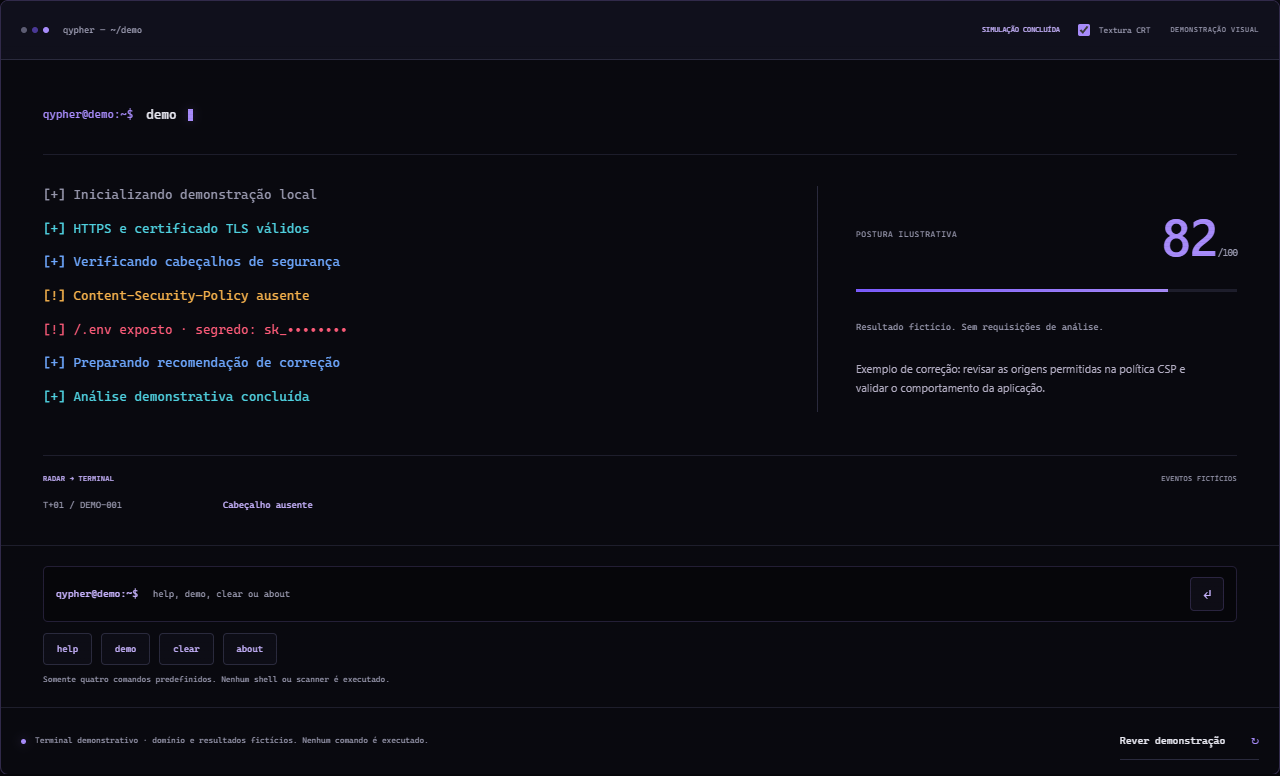 qypher — ~/demo
SIMULAÇÃO CONCLUÍDA
Textura CRT
DEMONSTRAÇÃO VISUAL
qypher@demo:~$ demo
[+] Inicializando demonstração local
[+] HTTPS e certificado TLS válidos
[+] Verificando cabeçalhos de segurança
[!] Content-Security-Policy ausente
[!] /.env exposto · segredo: sk_••••••••
[+] Preparando recomendação de correção
[+] Análise demonstrativa concluída
POSTURA ILUSTRATIVA
82/100
Resultado fictício. Sem requisições de análise.
Exemplo de correção: revisar as origens permitidas na política CSP e
validar o comportamento da aplicação.
RADAR → TERMINAL
EVENTOS FICTÍCIOS
T+01 / DEMO-001
Cabeçalho ausente
qypher@demo:~$ help, demo, clear ou about
↵
help
demo
clear
about
Somente quatro comandos predefinidos. Nenhum shell ou scanner é executado.
Terminal demonstrativo · domínio e resultados fictícios. Nenhum comando é executado.
Rever demonstração ↻